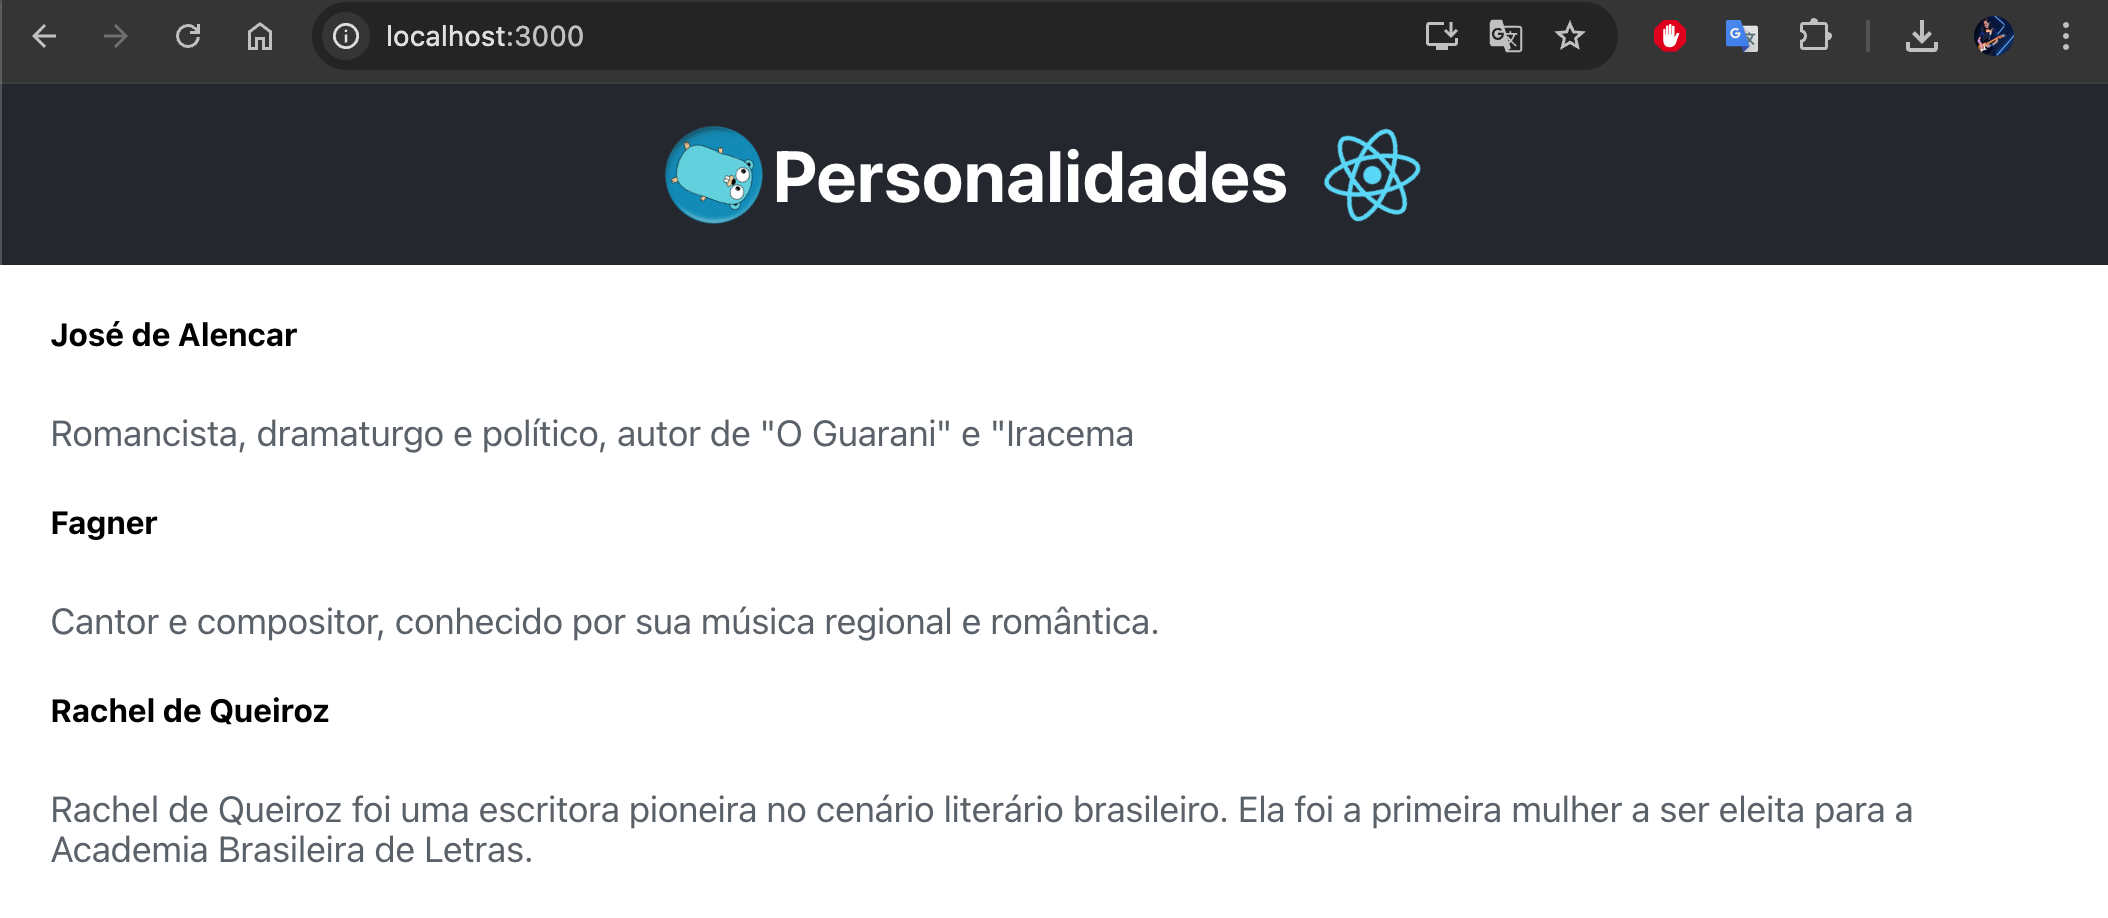 localhost:3000
Personalidades
José de Alencar
Romancista, dramaturgo e político, autor de "O Guarani" e "Iracema
Fagner
Cantor e compositor, conhecido por sua música regional e romântica.
Rachel de Queiroz
Rachel de Queiroz foi uma escritora pioneira no cenário literário brasileiro. Ela foi a primeira mulher a ser eleita para a
Academia Brasileira de Letras.